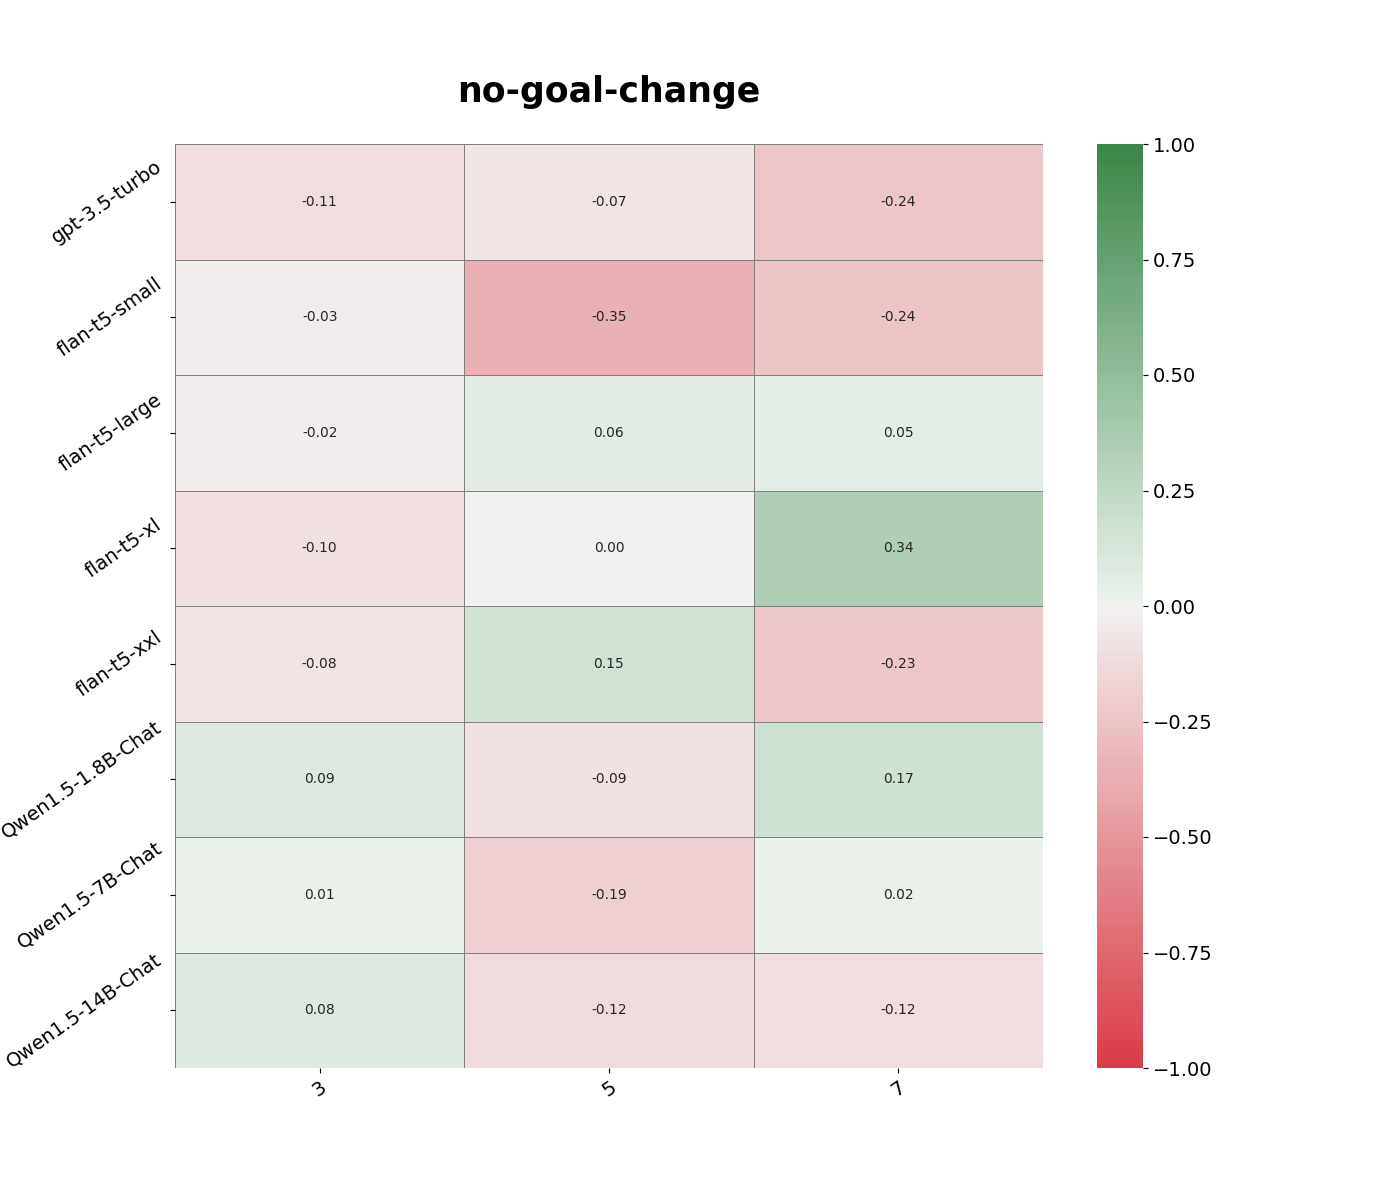 no-goal-change
gpt-3.5-turbo -0.11 -0.07 -0.24
flan-t5-small -0.03 -0.35 -0.24
flan-t5-large -0.02 0.06 0.05
flan-t5-xl -0.10 0.00 0.34
flan-t5-xxl -0.08 0.15 -0.23
Qwen1.5-1.8B-Chat 0.09 -0.09 0.17
Qwen1.5-7B-Chat 0.01 -0.19 0.02
Qwen1.5-14B-Chat 0.08 -0.12 -0.12
3 5 7
1.00
0.75
0.50
0.25
0.00
−0.25
−0.50
−0.75
−1.00